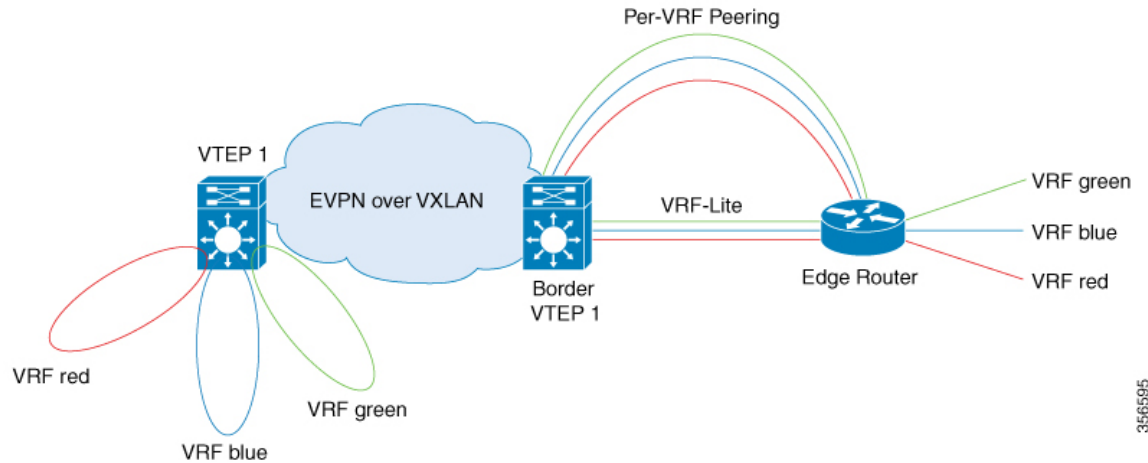 Per-VRF Peering
VTEP 1
EVPN over VXLAN
VRF-Lite
VRF green
VRF blue
VRF red
Edge Router
Border
VTEP 1
VRF red
VRF green
VRF blue
356595